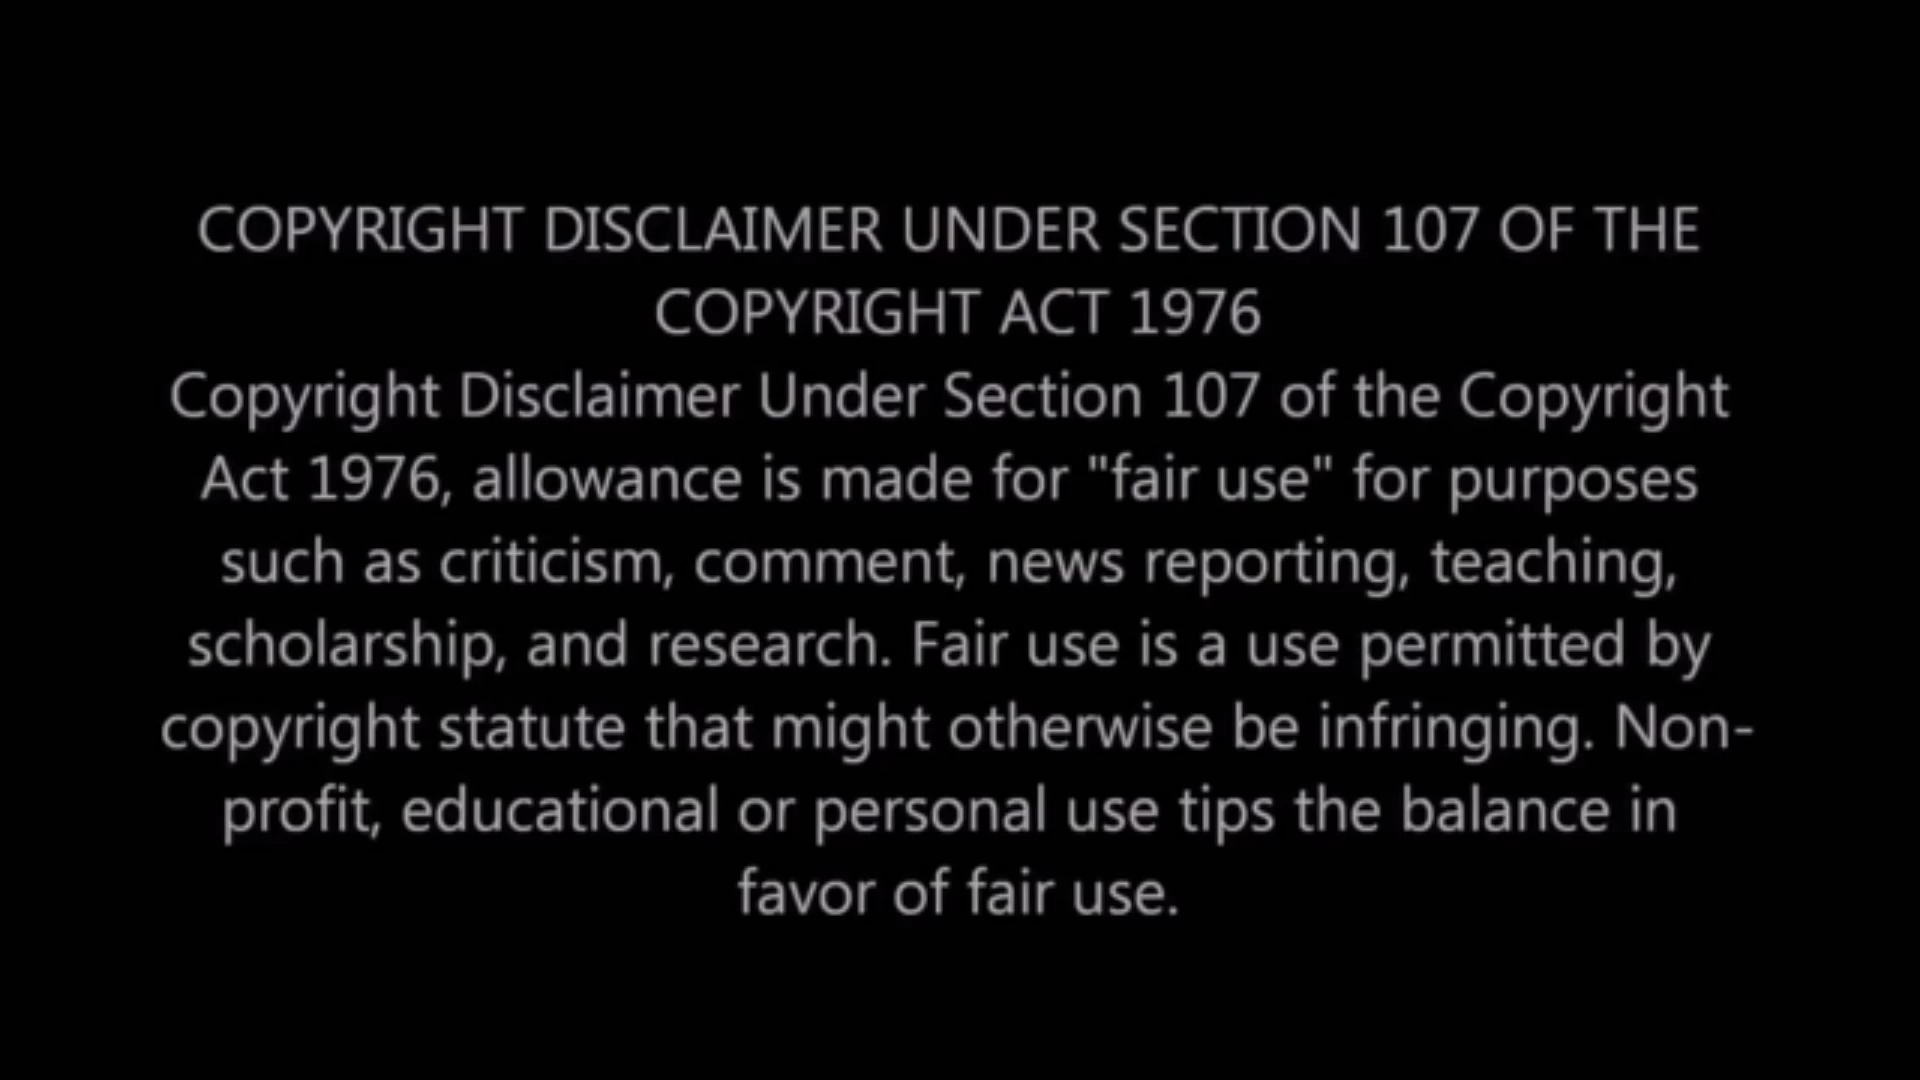 COPYRIGHT DISCLAIMER UNDER SECTION 107 OF THE
COPYRIGHT ACT 1976
Copyright Disclaimer Under Section 107 of the Copyright
Act 1976, allowance is made for "fair use" for purposes
such as criticism, comment, news reporting, teaching,
scholarship, and research. Fair use is a use permitted by
copyright statute that might otherwise be infringing. Non-
profit, educational or personal use tips the balance in
favor of fair use.